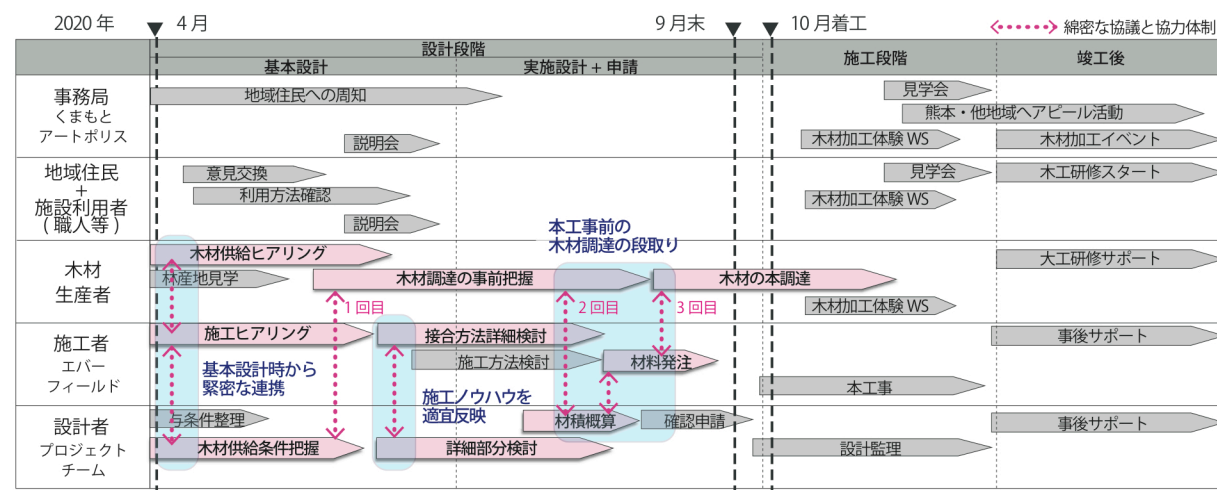 2020 年
4 月
9 月末
10 月着工
綿密な協議と協力体制
設計段階
基本設計
実施設計 + 申請
施工段階
竣工後
事務局
くまもと
アートポリス
地域住民への周知
説明会
見学会
熊本・他地域へアピール活動
木材加工体験 WS
木材加工イベント
地域住民
+
施設利用者
( 職人等 )
意見交換
利用方法確認
説明会
見学会
木材加工体験 WS
木工研修スタート
本工事前の
木材調達の段取り
木材
生産者
木材供給ヒアリング
林産地見学
木材調達の事前把握
木材の本調達
木材加工体験 WS
大工研修サポート
1 回目
2 回目
3 回目
施工者
エバー
フィールド
施工ヒアリング
接合方法詳細検討
施工方法検討
材料発注
本工事
事後サポート
基本設計時から
緊密な連携
施工ノウハウを
適宜反映
設計者
プロジェクト
チーム
与条件整理
木材供給条件把握
詳細部分検討
材積概算
確認申請
設計監理
事後サポート